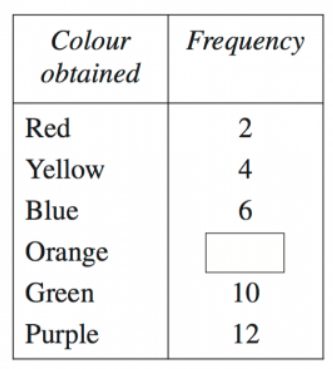 Colour obtained Frequency
Red 2
Yellow 4
Blue 6
Orange
Green 10
Purple 12